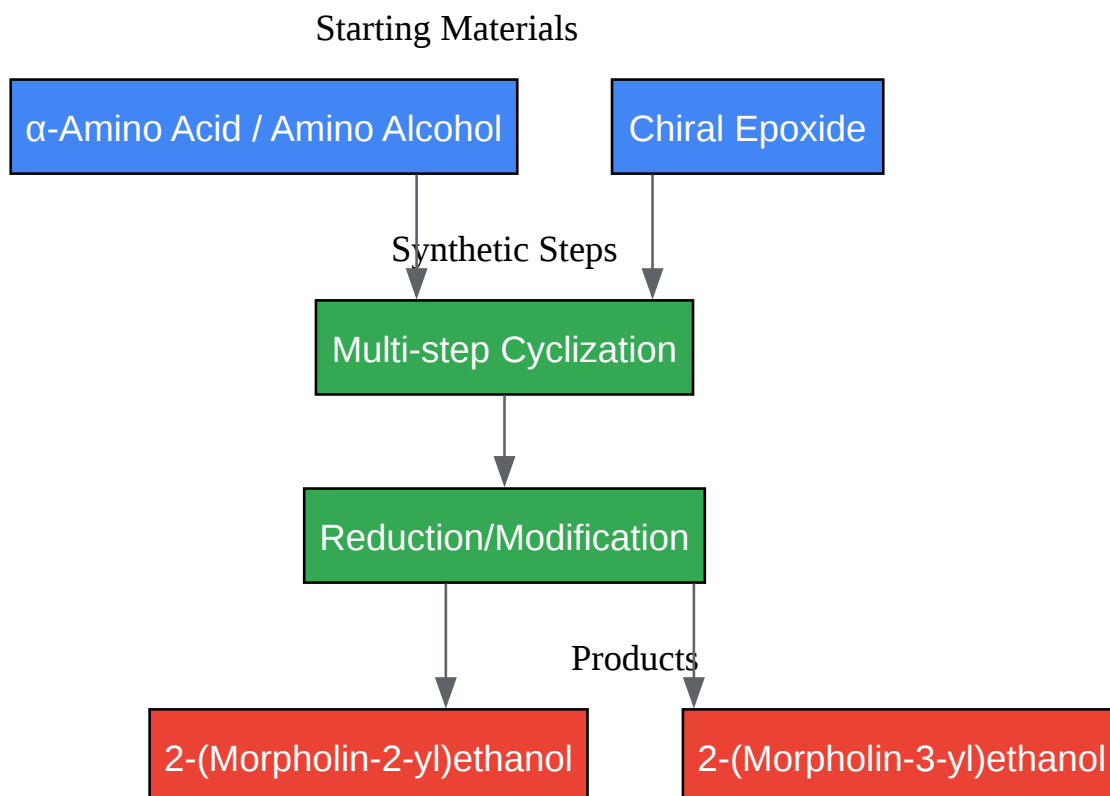 Starting Materials
α-Amino Acid / Amino Alcohol
Chiral Epoxide
Synthetic Steps
Multi-step Cyclization
Reduction/Modification
Products
2-(Morpholin-2-yl)ethanol
2-(Morpholin-3-yl)ethanol